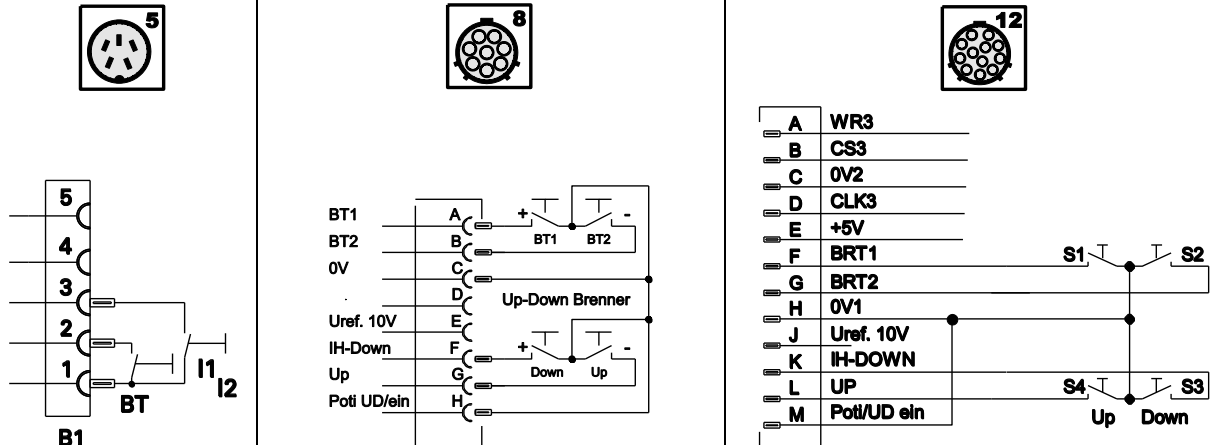 5
5
4
3
2
1
I1
I2
BT
B1
8
BT1
A
+
-
BT1
BT2
BT2
B
0V
C
.
D
Up-Down Brenner
Uref. 10V
E
IH-Down
F
+
-
Down
Up
Up
G
Poti UD/ein
H
12
A WR3
B CS3
C 0V2
D CLK3
E +5V
F BRT1
S1
S2
G BRT2
H 0V1
J Uref. 10V
K IH-DOWN
L UP
S4
S3
M Poti/UD ein
Up
Down